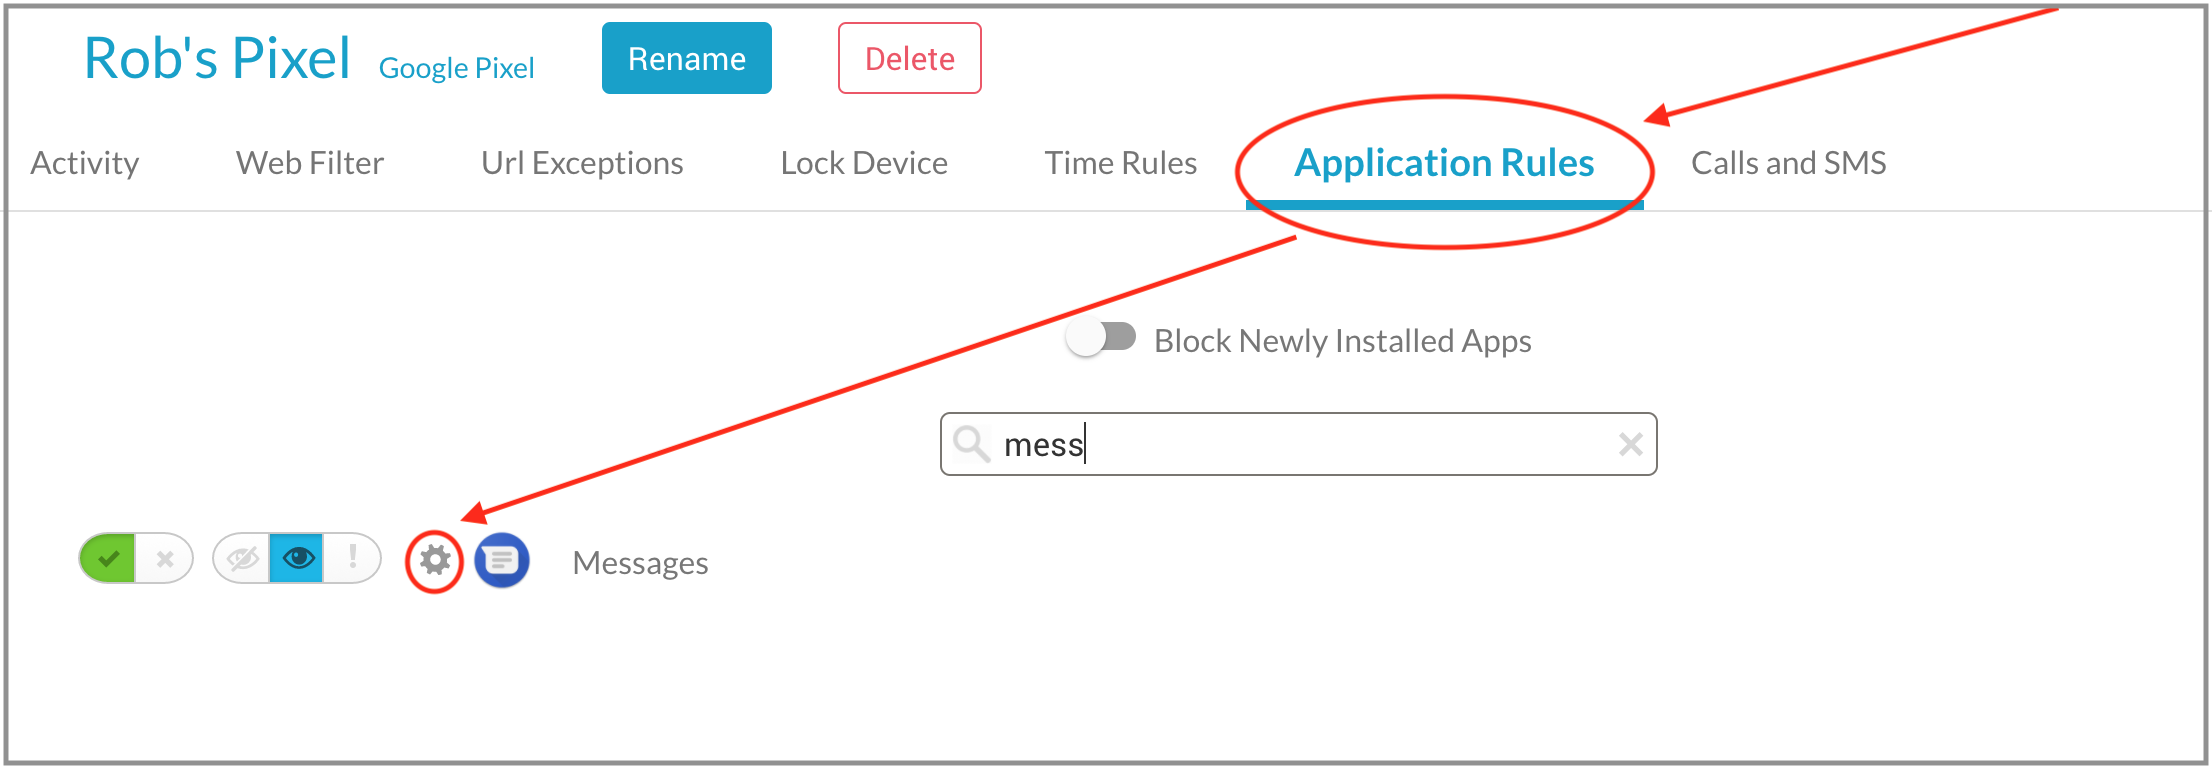 Rob's Pixel Google Pixel Rename Delete
Activity Web Filter Url Exceptions Lock Device Time Rules Application Rules Calls and SMS
Block Newly Installed Apps
mess
Messages